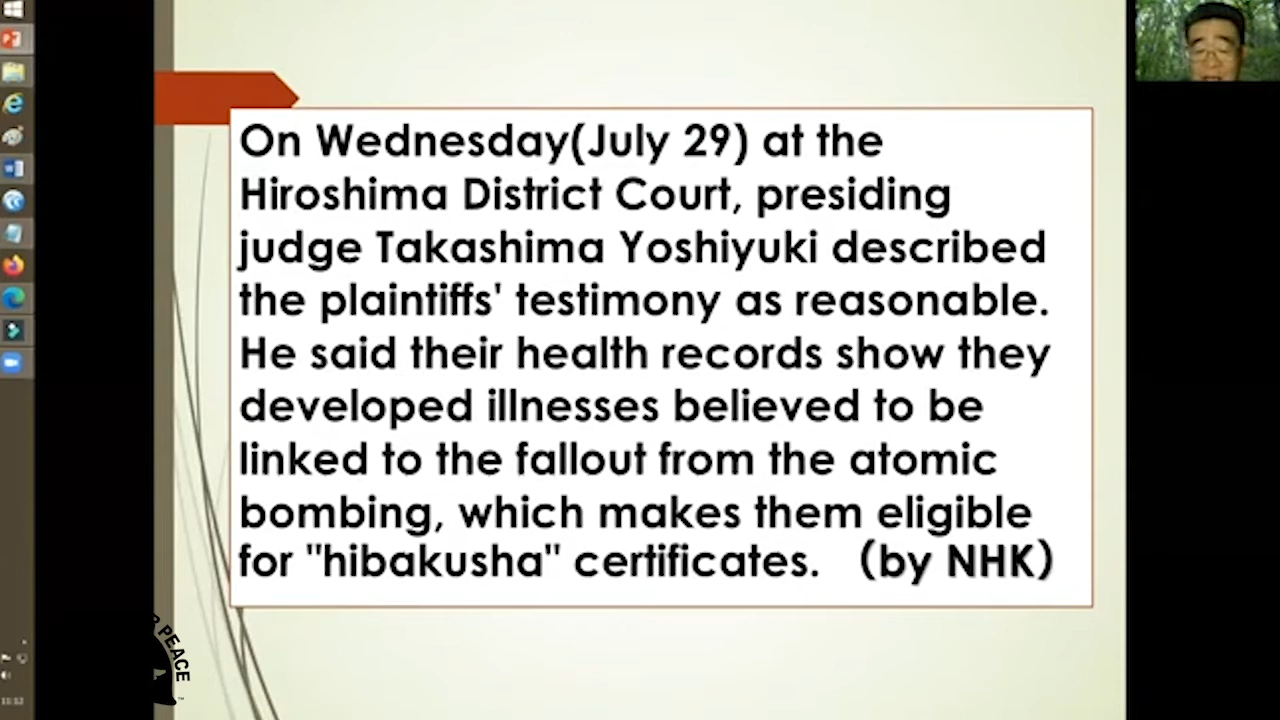 On Wednesday(July 29) at the
Hiroshima District Court, presiding
judge Takashima Yoshiyuki described
the plaintiffs' testimony as reasonable.
He said their health records show they
developed illnesses believed to be
linked to the fallout from the atomic
bombing, which makes them eligible
for "hibakusha" certificates. (by NHK)
PEACE